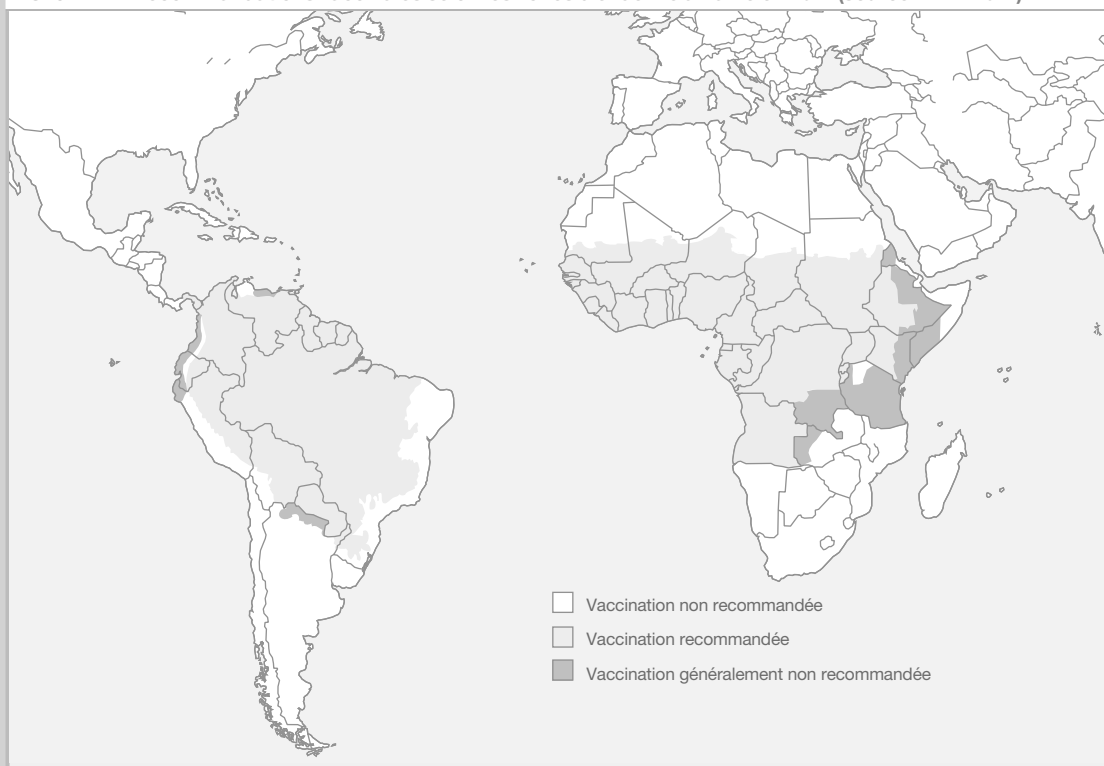 Vaccination non recommandée
Vaccination recommandée
Vaccination généralement non recommandée